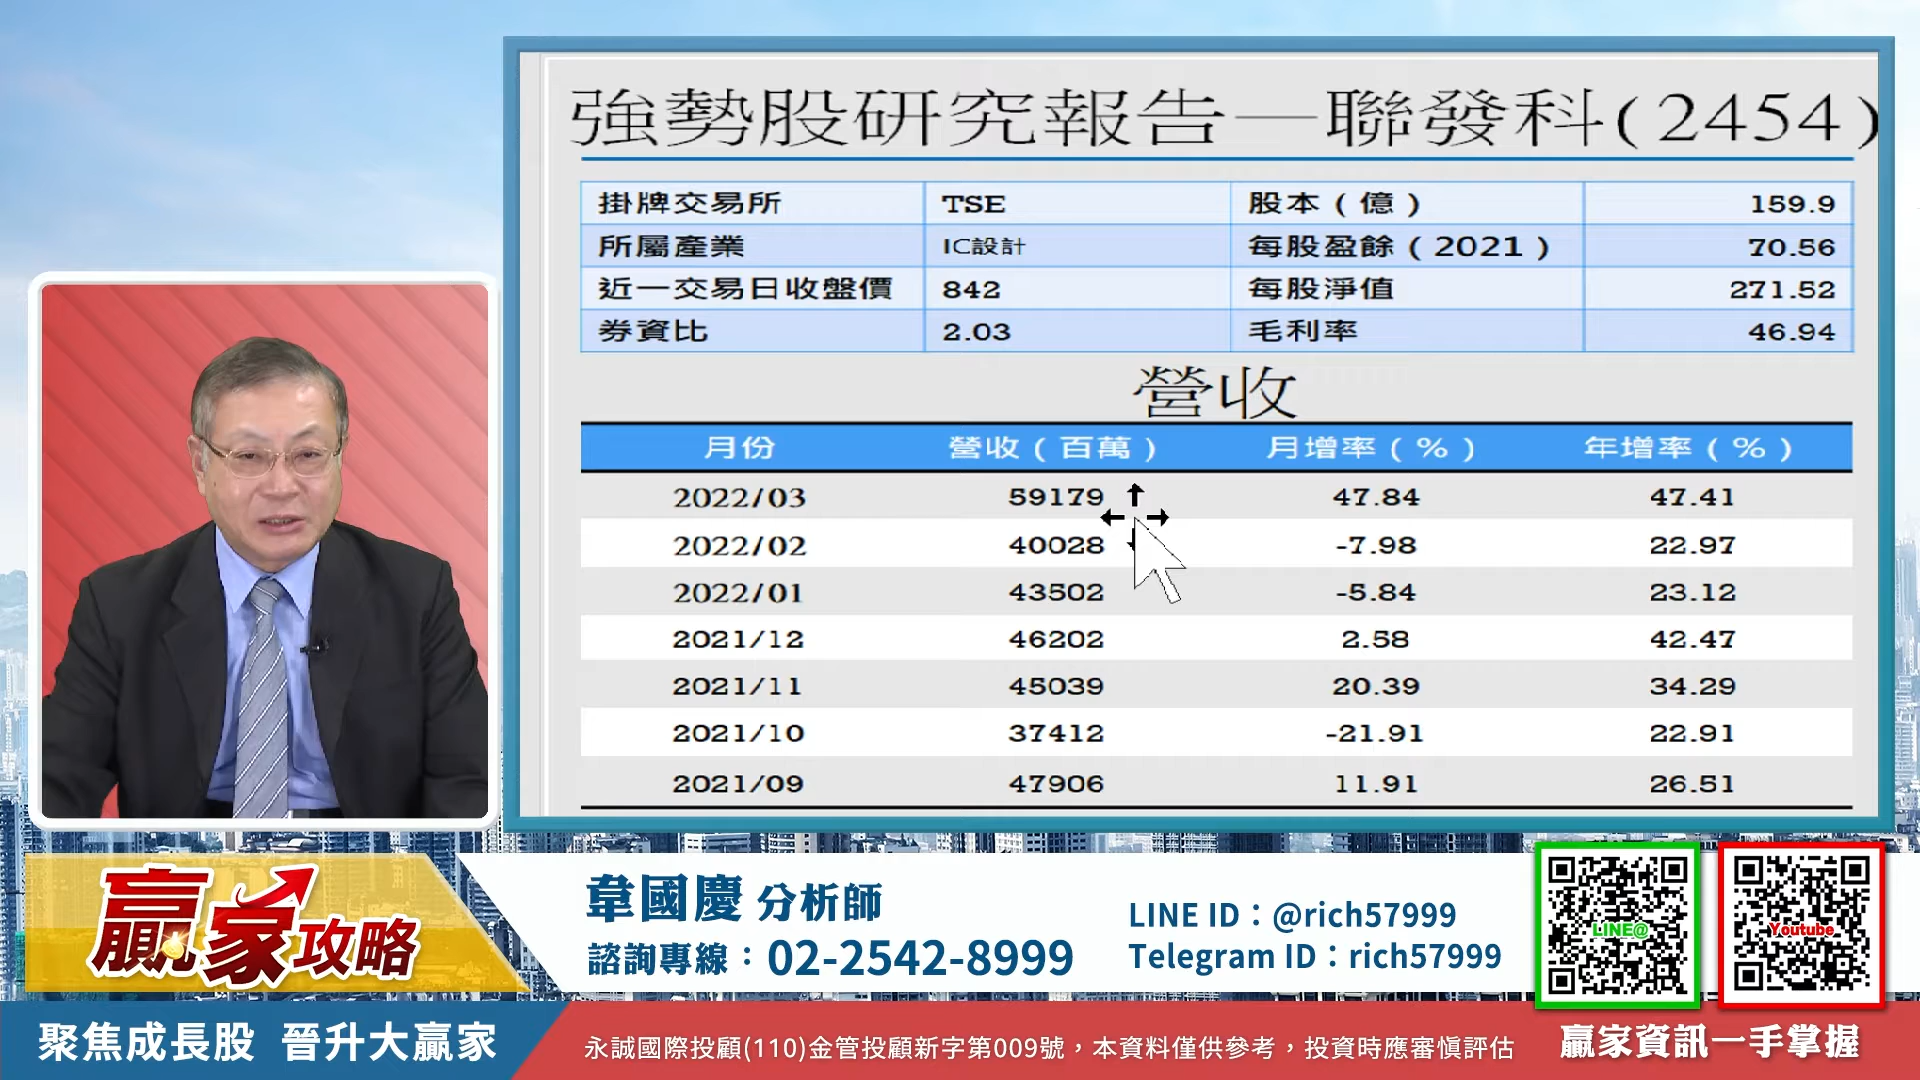 強勢股研究報告—聯發科(2454)
掛牌交易所 TSE 股本(億) 159.9
所屬產業 IC設計 每股盈餘(2021) 70.56
近一交易日收盤價 842 每股淨值 271.52
券資比 2.03 毛利率 46.94
營收
月份 營收(百萬) 月增率(%) 年增率(%)
2022/03 59179 47.84 47.41
2022/02 40028 -7.98 22.97
2022/01 43502 -5.84 23.12
2021/12 46202 2.58 42.47
2021/11 45039 20.39 34.29
2021/10 37412 -21.91 22.91
2021/09 47906 11.91 26.51
贏家攻略
韋國慶 分析師
諮詢專線：02-2542-8999
LINE ID：@rich57999
Telegram ID：rich57999
LINE@
Youtube
聚焦成長股 晉升大贏家
永誠國際投顧(110)金管投顧新字第009號，本資料僅供參考，投資時應審慎評估
贏家資訊一手掌握